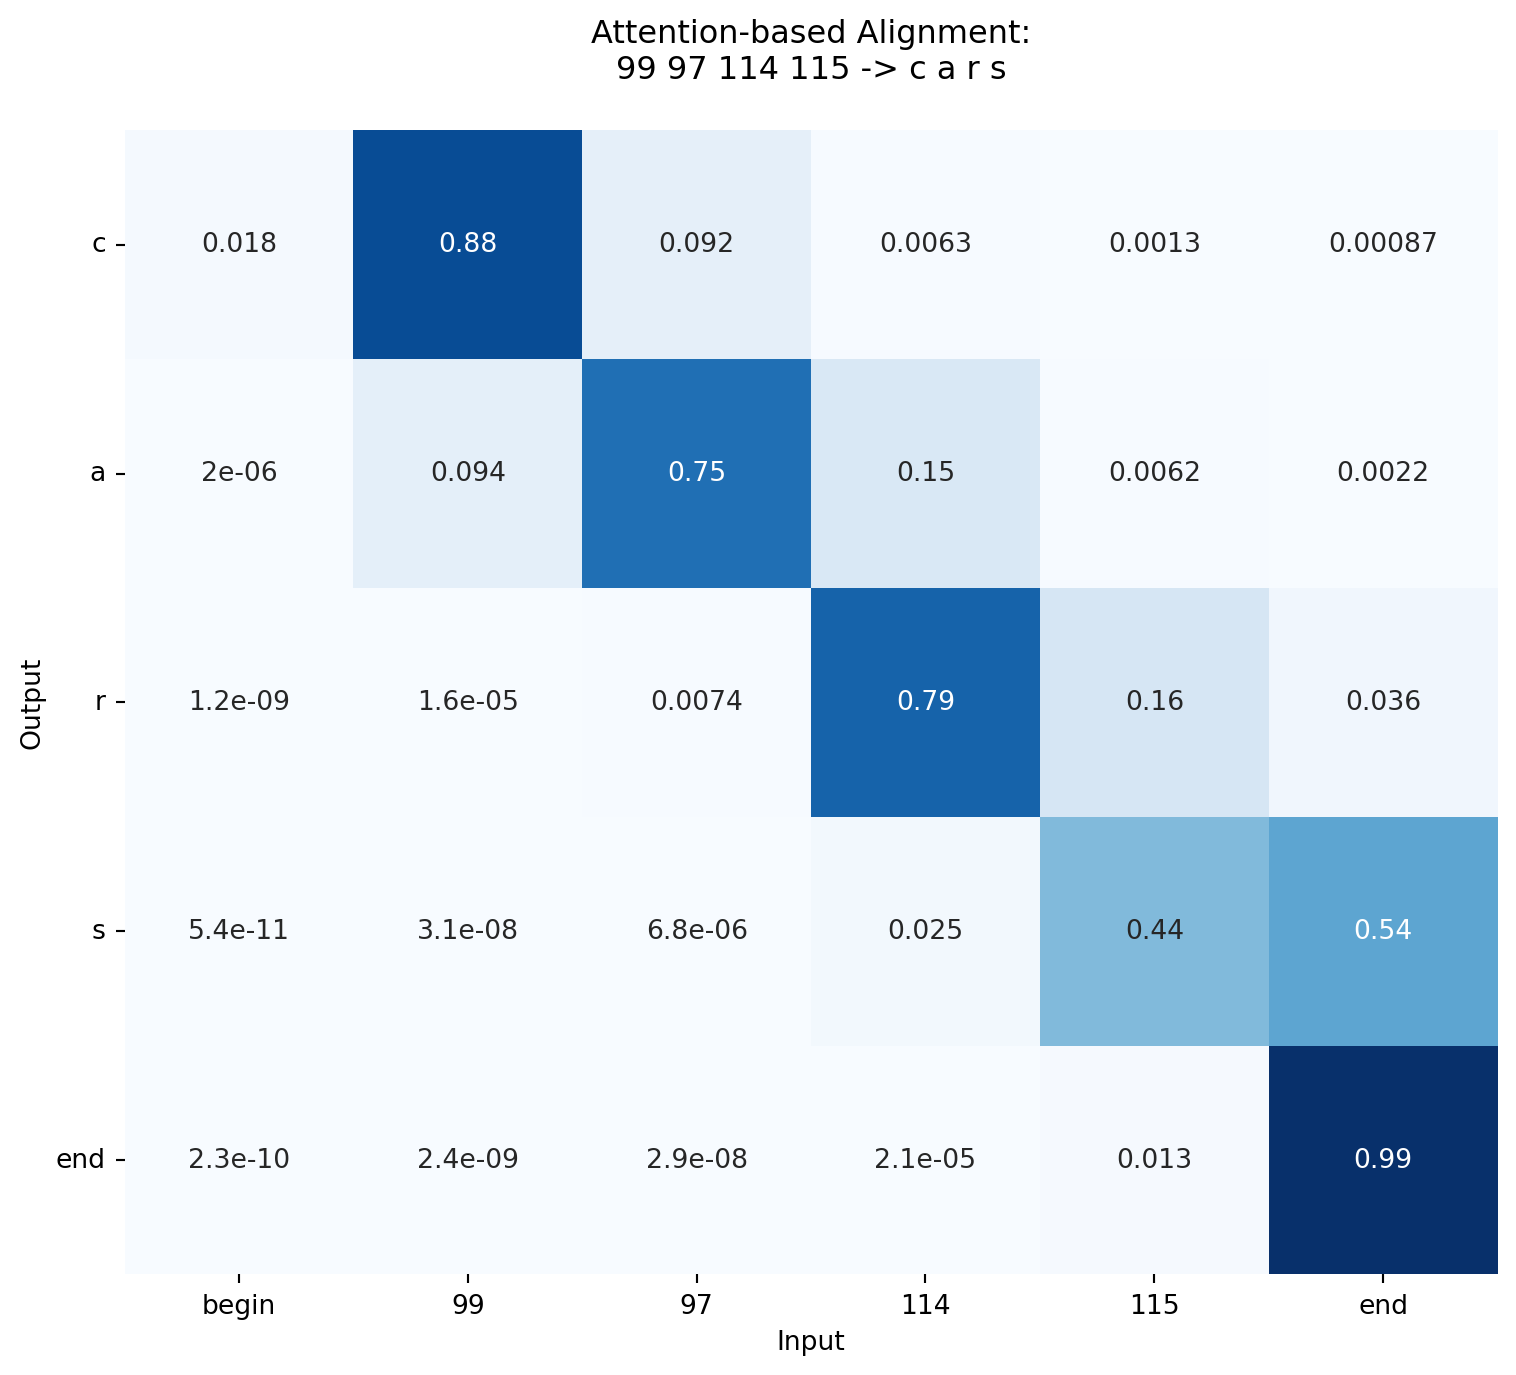 Attention-based Alignment:
99 97 114 115 -> c a r s
Output
c 0.018 0.88 0.092 0.0063 0.0013 0.00087
a 2e-06 0.094 0.75 0.15 0.0062 0.0022
r 1.2e-09 1.6e-05 0.0074 0.79 0.16 0.036
s 5.4e-11 3.1e-08 6.8e-06 0.025 0.44 0.54
end 2.3e-10 2.4e-09 2.9e-08 2.1e-05 0.013 0.99
begin 99 97 114 115 end
Input